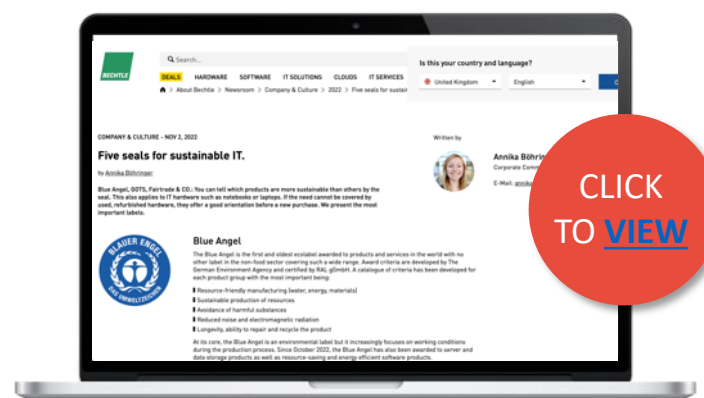 BECHTLE
Search...
Is this your country and language?
DEALS HARDWARE SOFTWARE IT SOLUTIONS CLOUDS IT SERVICES
United Kingdom English
> About Bechtle > Newsroom > Company & Culture > 2022 > Five seals for
COMPANY & CULTURE - NOV 2, 2022
Written by
Five seals for sustainable IT.
by Annika Böhringer
Annika Böhrin
Corporate Comm
E-Mail:
Blue Angel, GOTS, Fairtrade & CO.: You can tell which products are more sustainable than others by the
seal. This also applies to IT hardware such as notebooks or laptops. If the need cannot be covered by
used, refurbished hardware, they offer a good orientation before a new purchase. We present the most
important labels.
CLICK
TO VIEW
BLAUER ENGEL
DAS UMWELTZEICHEN
Blue Angel
The Blue Angel is the first and oldest ecolabel awarded to products and services in the world with no
other label in the non-food sector covering such a wide range. Award criteria are developed by The
German Environment Agency and certified by RAL gGmbH. A catalogue of criteria has been developed for
each product group with the most important being:
Resource-friendly manufacturing (water, energy, materials)
Sustainable production of resources
Avoidance of harmful substances
Reduced noise and electromagnetic radiation
Longevity, ability to repair and recycle the product
At its core, the Blue Angel is an environmental label but it increasingly focuses on working conditions
during the production process. Since October 2022, the Blue Angel has also been awarded to server and
data storage products as well as resource-saving and energy efficient software products.